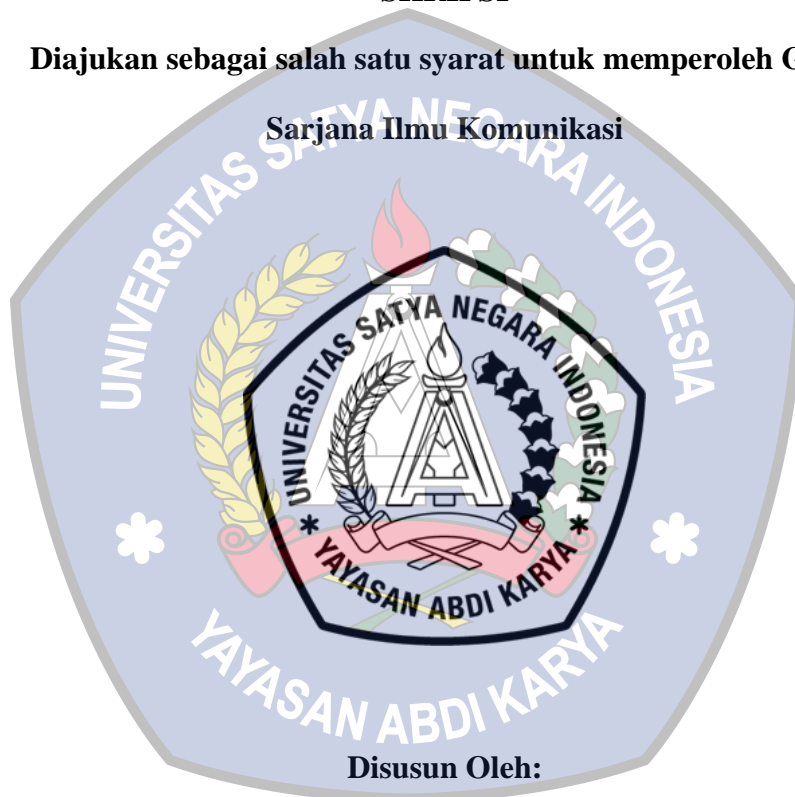 Diajukan sebagai salah satu syarat untuk memperoleh
Sarjana Ilmu Komunikasi
UNIVERSITAS SATYA NEGARA INDONESIA
YAYASAN ABDI KARYA
UNIVERSITAS SATYA NEGARA INDONESIA
YAYASAN ABDI KARYA
Disusun Oleh: